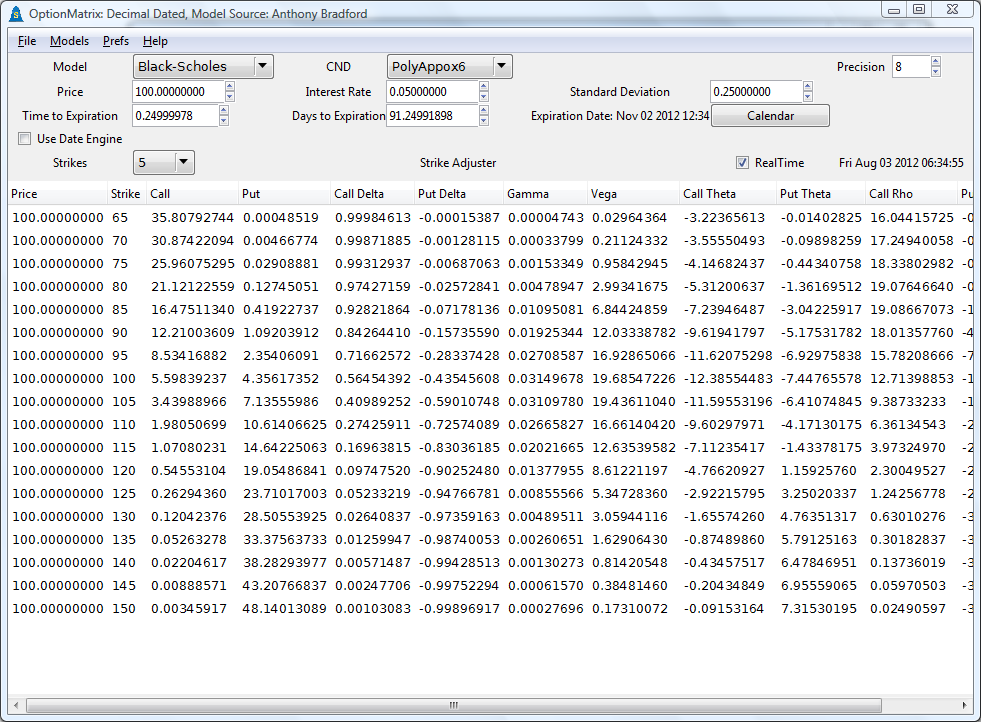 OptionMatrix: Decimal Dated, Model Source: Anthony Bradford
File Models Prefs Help
Model Black-Scholes CND PolyAppox6 Precision 8
Price 100.00000000 Interest Rate 0.05000000 Standard Deviation 0.25000000
Time to Expiration 0.24999978 Days to Expiration 91.24991898 Expiration Date: Nov 02 2012 12:34 Calendar
Use Date Engine
Strikes 5 Strike Adjuster RealTime Fri Aug 03 2012 06:34:55
Price Strike Call Put Call Delta Put Delta Gamma Vega Call Theta Put Theta Call Rho Pu
100.00000000 65 35.80792744 0.00048519 0.99984613 -0.00015387 0.00004743 0.02964364 -3.22365613 -0.01402825 16.04415725 -0
100.00000000 70 30.87422094 0.00466774 0.99871885 -0.00128115 0.00033799 0.21124332 -3.55550493 -0.09898259 17.24940058 -0
100.00000000 75 25.96075295 0.02908881 0.99312937 -0.00687063 0.00153349 0.95842945 -4.14682437 -0.44340758 18.33802982 -0
100.00000000 80 21.12122559 0.12745051 0.97427159 -0.02572841 0.00478947 2.99341675 -5.31200637 -1.36169512 19.07646640 -0
100.00000000 85 16.47511340 0.41922737 0.92821864 -0.07178136 0.01095081 6.84424859 -7.23946487 -3.04225917 19.08667073 -1
100.00000000 90 12.21003609 1.09203912 0.84264410 -0.15735590 0.01925344 12.03338782 -9.61941797 -5.17531782 18.01357760 -4
100.00000000 95 8.53416882 2.35406091 0.71662572 -0.28337428 0.02708587 16.92865066 -11.62075298 -6.92975838 15.78208666 -7
100.00000000 100 5.59839237 4.35617352 0.56454392 -0.43545608 0.03149678 19.68547226 -12.38554483 -7.44765578 12.71398853 -1
100.00000000 105 3.43988966 7.13555986 0.40989252 -0.59010748 0.03109780 19.43611040 -11.59553196 -6.41074845 9.38733233 -1
100.00000000 110 1.98050699 10.61406625 0.27425911 -0.72574089 0.02665827 16.66140420 -9.60297971 -4.17130175 6.36134543 -2
100.00000000 115 1.07080231 14.64225063 0.16963815 -0.83036185 0.02021665 12.63539582 -7.11235417 -1.43378175 3.97324970 -2
100.00000000 120 0.54553104 19.05486841 0.09747520 -0.90252480 0.01377955 8.61221197 -4.76620927 1.15925760 2.30049527 -2
100.00000000 125 0.26294360 23.71017003 0.05233219 -0.94766781 0.00855566 5.34728360 -2.92215795 3.25020337 1.24256778 -2
100.00000000 130 0.12042376 28.50553925 0.02640837 -0.97359163 0.00489511 3.05944116 -1.65574260 4.76351317 0.63010276 -3
100.00000000 135 0.05263278 33.37563733 0.01259947 -0.98740053 0.00260651 1.62906430 -0.87489860 5.79125163 0.30182837 -3
100.00000000 140 0.02204617 38.28293977 0.00571487 -0.99428513 0.00130273 0.81420548 -0.43457517 6.47846951 0.13736019 -3
100.00000000 145 0.00888571 43.20766837 0.00247706 -0.99752294 0.00061570 0.38481460 -0.20434849 6.95559065 0.05970503 -3
100.00000000 150 0.00345917 48.14013089 0.00103083 -0.99896917 0.00027696 0.17310072 -0.09153164 7.31530195 0.02490597 -3